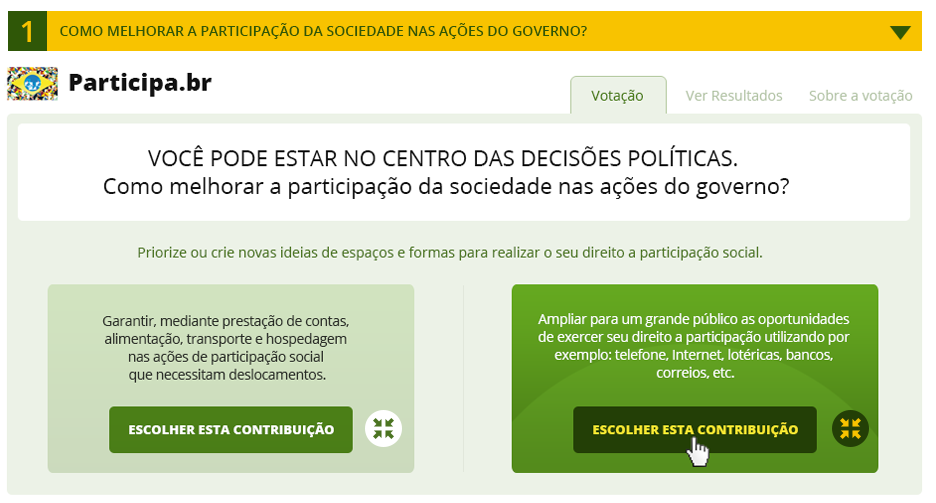 1 COMO MELHORAR A PARTICIPAÇÃO DA SOCIEDADE NAS AÇÕES DO GOVERNO?
Participa.br
Votação Ver Resultados Sobre a votação
VOCÊ PODE ESTAR NO CENTRO DAS DECISÕES POLÍTICAS.
Como melhorar a participação da sociedade nas ações do governo?
Priorize ou crie novas ideias de espaços e formas para realizar o seu direito a participação social.
Garantir, mediante prestação de contas,
alimentação, transporte e hospedagem
nas ações de participação social
que necessitam deslocamentos.
ESCOLHER ESTA CONTRIBUIÇÃO
Ampliar para um grande público as oportunidades
de exercer seu direito a participação utilizando por
exemplo: telefone, Internet, lotéricas, bancos,
correios, etc.
ESCOLHER ESTA CONTRIBUIÇÃO